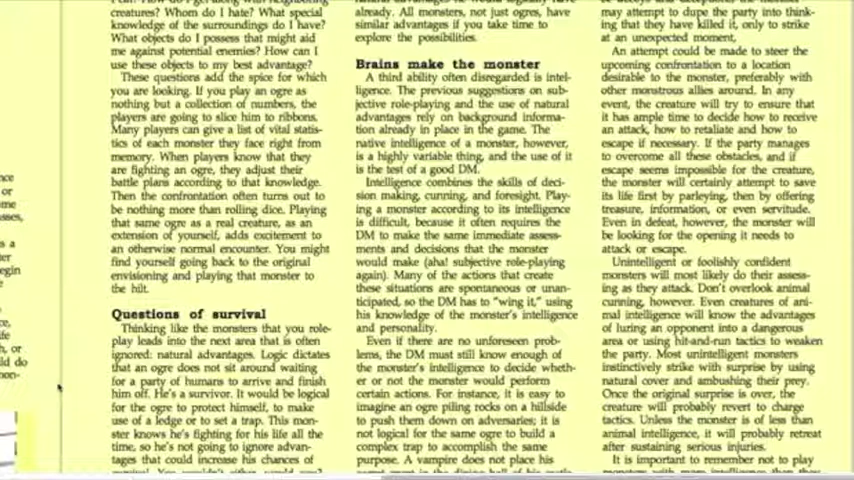 nce
or
me
sses,
s a
ter
egin
e
ce,
ife
h, or
ld do
non-
creatures? Whom do I hate? What special
knowledge of the surroundings do I have?
What objects do I possess that might aid
me against potential enemies? How can I
use these objects to my best advantage?
These questions add the spice for which
you are looking. If you play an ogre as
nothing but a collection of numbers, the
players are going to slice him to ribbons.
Many players can give a list of vital statis-
tics of each monster they face right from
memory. When players know that they
are fighting an ogre, they adjust their
battle plans according to that knowledge.
Then the confrontation often turns out to
be nothing more than rolling dice. Playing
that same ogre as a real creature, as an
extension of yourself, adds excitement to
an otherwise normal encounter. You might
find yourself going back to the original
envisioning and playing that monster to
the hilt.
Questions of survival
Thinking like the monsters that you role-
play leads into the next area that is often
ignored: natural advantages. Logic dictates
that an ogre does not sit around waiting
for a party of humans to arrive and finish
him off. He's a survivor. It would be logical
for the ogre to protect himself, to make
use of a ledge or to set a trap. This mon-
ster knows he's fighting for his life all the
time, so he's not going to ignore advan-
tages that could increase his chances of
already. All monsters, not just ogres, have
similar advantages if you take time to
explore the possibilities.
Brains make the monster
A third ability often disregarded is intel-
ligence. The previous suggestions on sub-
jective role-playing and the use of natural
advantages rely on background informa-
tion already in place in the game. The
native intelligence of a monster, however,
is a highly variable thing, and the use of it
is the test of a good DM.
Intelligence combines the skills of deci-
sion making, cunning, and foresight. Play-
ing a monster according to its intelligence
is difficult, because it often requires the
DM to make the same immediate assess-
ments and decisions that the monster
would make (aha! subjective role-playing
again). Many of the actions that create
these situations are spontaneous or unan-
ticipated, so the DM has to "wing it," using
his knowledge of the monster's intelligence
and personality.
Even if there are no unforeseen prob-
lems, the DM must still know enough of
the monster's intelligence to decide wheth-
er or not the monster would perform
certain actions. For instance, it is easy to
imagine an ogre piling rocks on a hillside
to push them down on adversaries; it is
not logical for the same ogre to build a
complex trap to accomplish the same
purpose. A vampire does not place his
may attempt to dupe the party into think-
ing that they have killed it, only to strike
at an unexpected moment,
An attempt could be made to steer the
upcoming confrontation to a location
desirable to the monster, preferably with
other monstrous allies around. In any
event, the creature will try to ensure that
it has ample time to decide how to receive
an attack, how to retaliate and how to
escape if necessary. If the party manages
to overcome all these obstacles, and if
escape seems impossible for the creature,
the monster will certainly attempt to save
its life first by parleying, then by offering
treasure, information, or even servitude.
Even in defeat, however, the monster will
be looking for the opening it needs to
attack or escape.
Unintelligent or foolishly confident
monsters will most likely do their assess-
ing as they attack. Don't overlook animal
cunning, however. Even creatures of ani-
mal intelligence will know the advantages
of luring an opponent into a dangerous
area or using hit-and-run tactics to weaken
the party. Most unintelligent monsters
instinctively strike with surprise by using
natural cover and ambushing their prey.
Once the original surprise is over, the
creature will probably revert to charge
tactics. Unless the monster is of less than
animal intelligence, it will probably retreat
after sustaining serious injuries.
It is important to remember not to play